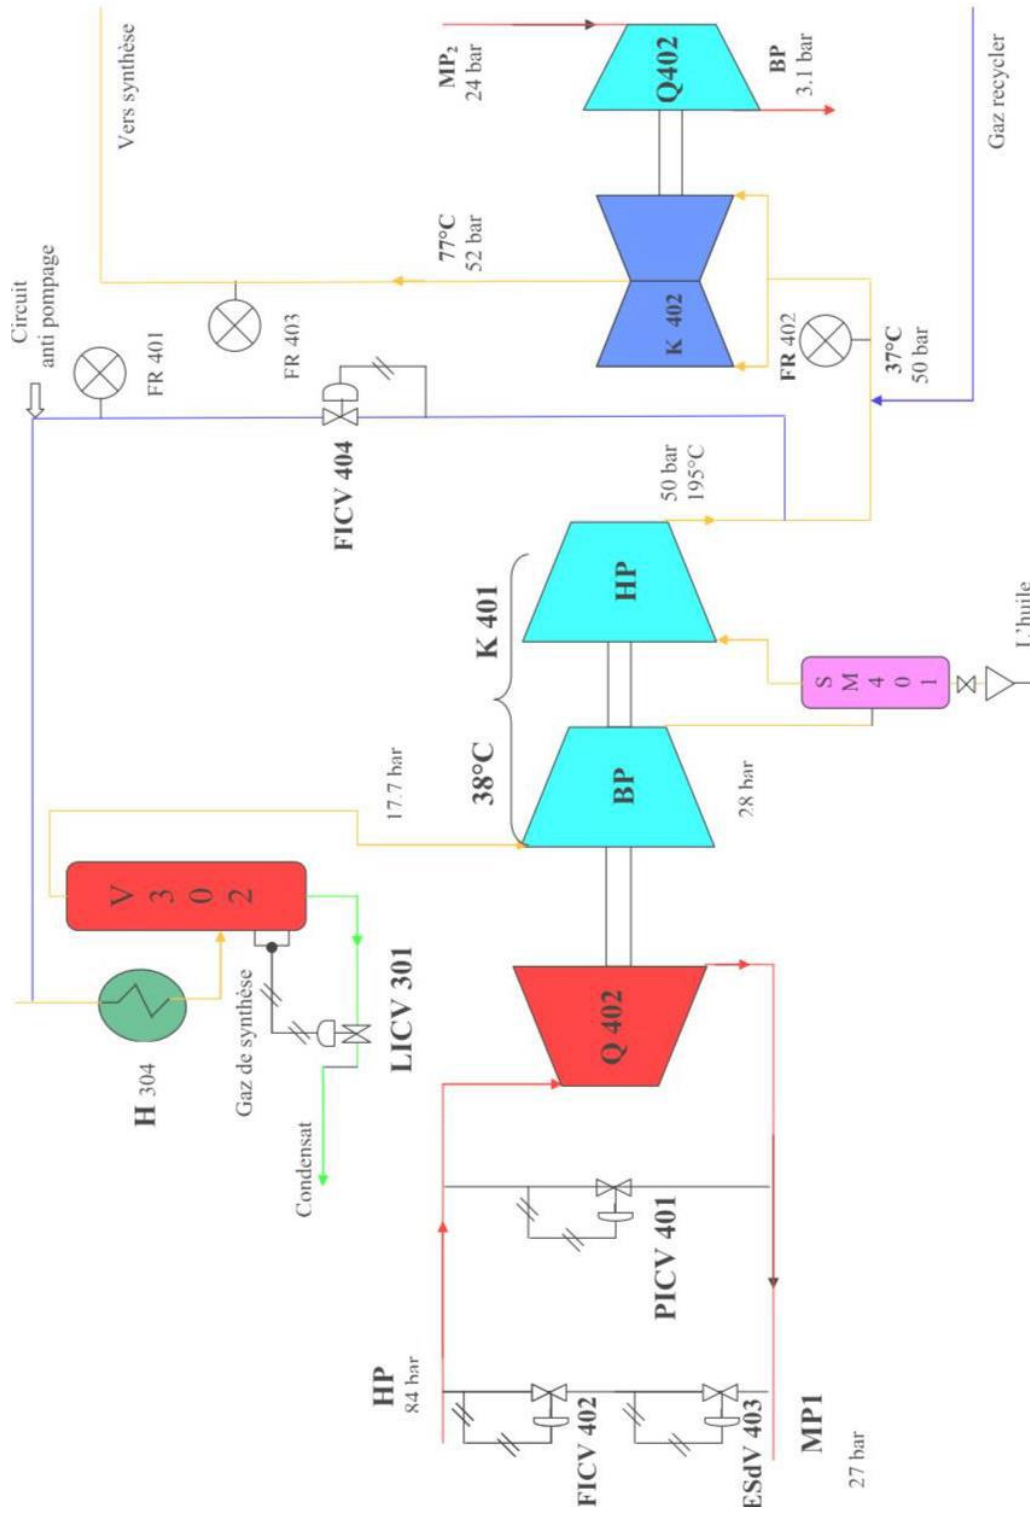 Vers synthèse
Circuit
anti pompage
FR 401
FR 403
FICV 404
77°C
52 bar
MP₂
24 bar
Q402
BP
3.1 bar
K 402
FR 402
37°C
50 bar
Gaz recycler
50 bar
195°C
K 401
HP
38°C
BP
17.7 bar
28 bar
S
M
4
0
1
L'huile
V
3
0
2
H 304
Gaz de synthèse
LICV 301
Condensat
Q 402
PICV 401
HP
84 bar
FICV 402
ESdV 403
MP1
27 bar